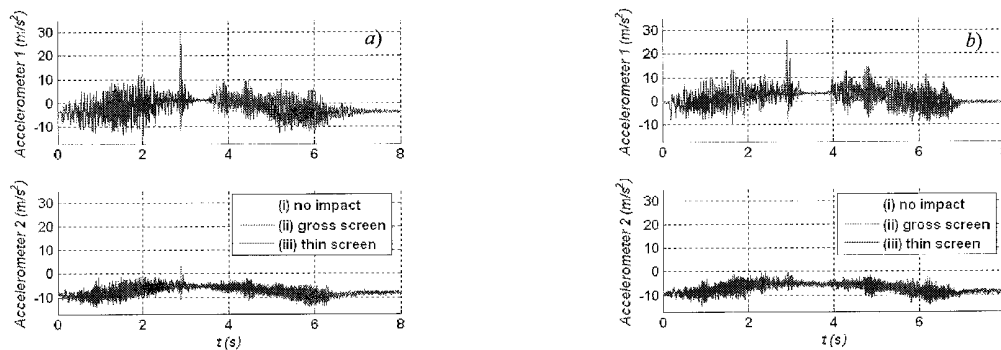 a)
Accelerometer 1 (m/s²)
30
20
10
0
-10
0 2 4 6 8
Accelerometer 2 (m/s²)
30
20
10
0
-10
(i) no impact
(ii) gross screen
(iii) thin screen
0 2 4 6 8
t (s)
b)
Accelerometer 1 (m/s²)
30
20
10
0
-10
0 2 4 6 8
Accelerometer 2 (m/s²)
30
20
10
0
-10
(i) no impact
(ii) gross screen
(iii) thin screen
0 2 4 6 8
t (s)